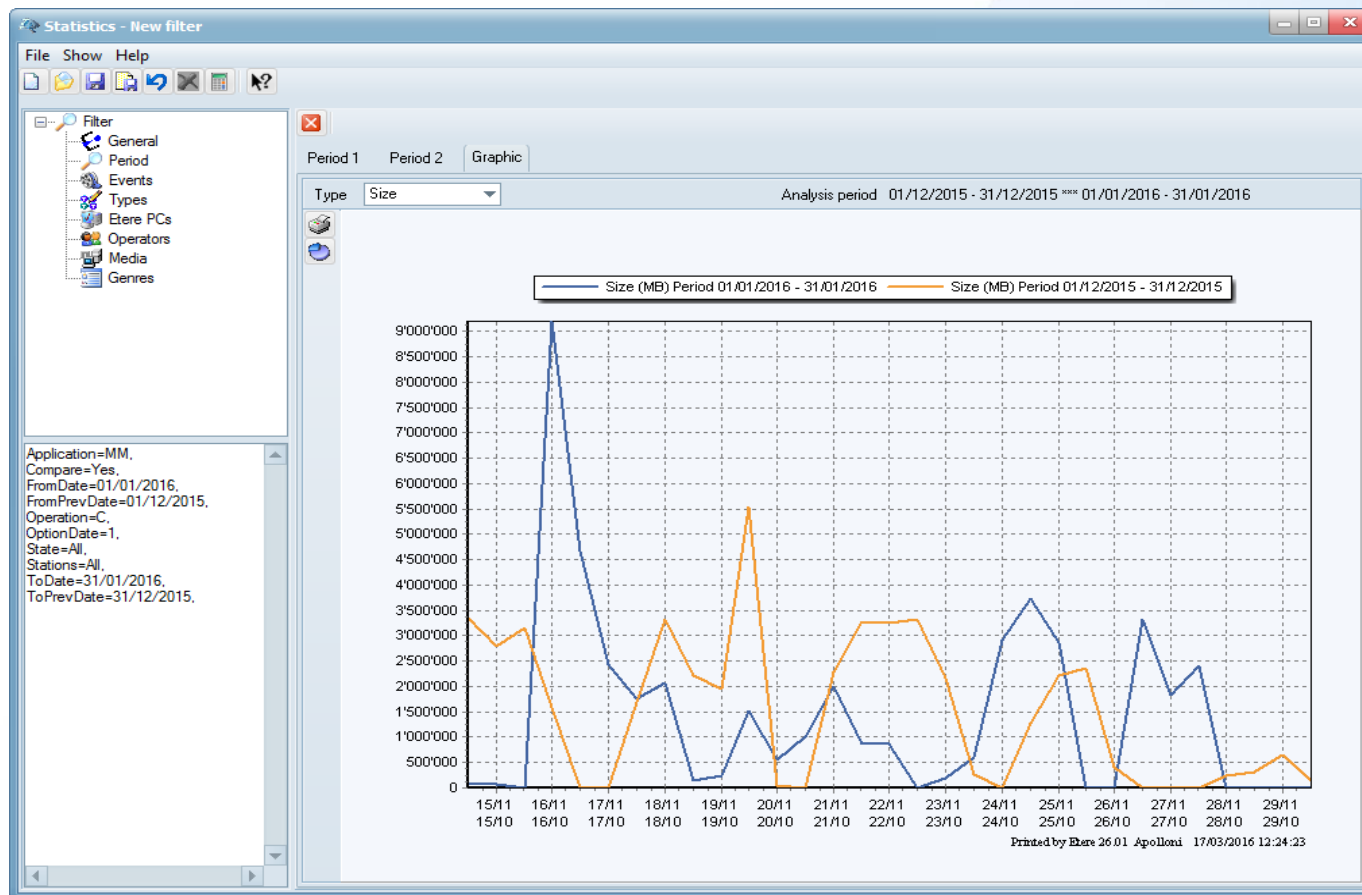 Statistics - New filter
File Show Help
Filter
General
Period
Events
Types
Etere PCs
Operators
Media
Genres
Application=MM,
Compare=Yes,
FromDate=01/01/2016,
FromPrevDate=01/12/2015,
Operation=C,
OptionDate=1,
State=All,
Stations=All,
ToDate=31/01/2016,
ToPrevDate=31/12/2015,
Period 1 Period 2 Graphic
Type Size Analysis period 01/12/2015 - 31/12/2015 *** 01/01/2016 - 31/01/2016
Size (MB) Period 01/01/2016 - 31/01/2016 Size (MB) Period 01/12/2015 - 31/12/2015
9'000'000
8'500'000
8'000'000
7'500'000
7'000'000
6'500'000
6'000'000
5'500'000
5'000'000
4'500'000
4'000'000
3'500'000
3'000'000
2'500'000
2'000'000
1'500'000
1'000'000
500'000
0
15/11 16/11 17/11 18/11 19/11 20/11 21/11 22/11 23/11 24/11 25/11 26/11 27/11 28/11 29/11
15/10 16/10 17/10 18/10 19/10 20/10 21/10 22/10 23/10 24/10 25/10 26/10 27/10 28/10 29/10
Printed by Etere 26.01 Apolloni 17/03/2016 12:24:23